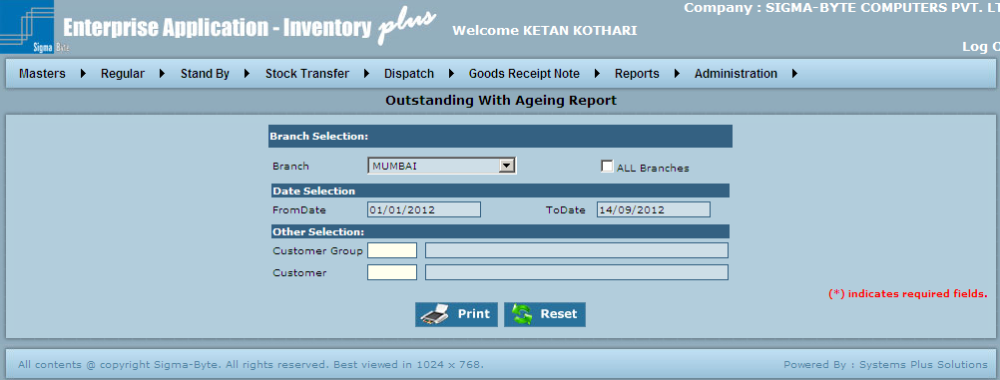 Company : SIGMA-BYTE COMPUTERS PVT. LT
Enterprise Application - Inventory plus
Welcome KETAN KOTHARI
Sigma Byte
Log O
Masters Regular Stand By Stock Transfer Dispatch Goods Receipt Note Reports Administration
Outstanding With Ageing Report
Branch Selection:
Branch MUMBAI ALL Branches
Date Selection
FromDate 01/01/2012 ToDate 14/09/2012
Other Selection:
Customer Group
Customer
(*) indicates required fields.
Print Reset
All contents @ copyright Sigma-Byte. All rights reserved. Best viewed in 1024 x 768. Powered By : Systems Plus Solutions